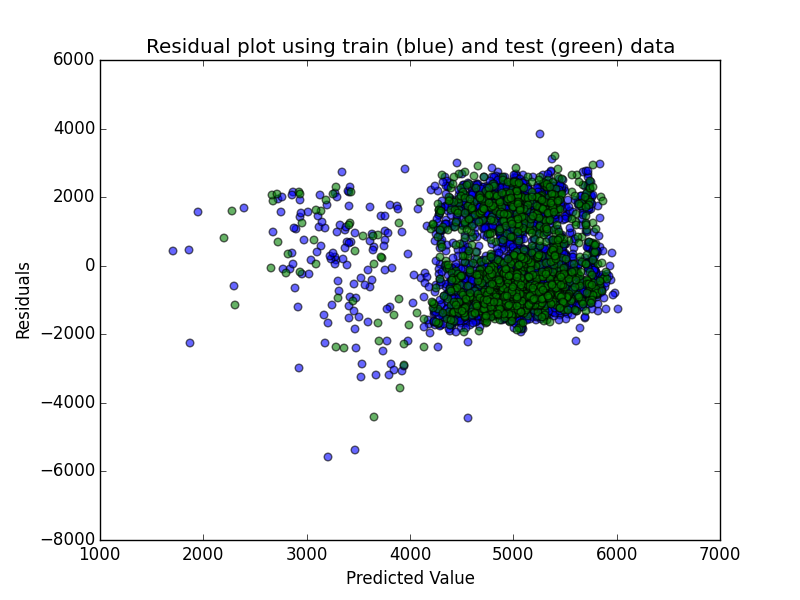 Residual plot using train (blue) and test (green) data
6000
4000
2000
0
−2000
−4000
−6000
−8000
Residuals
1000 2000 3000 4000 5000 6000 7000
Predicted Value